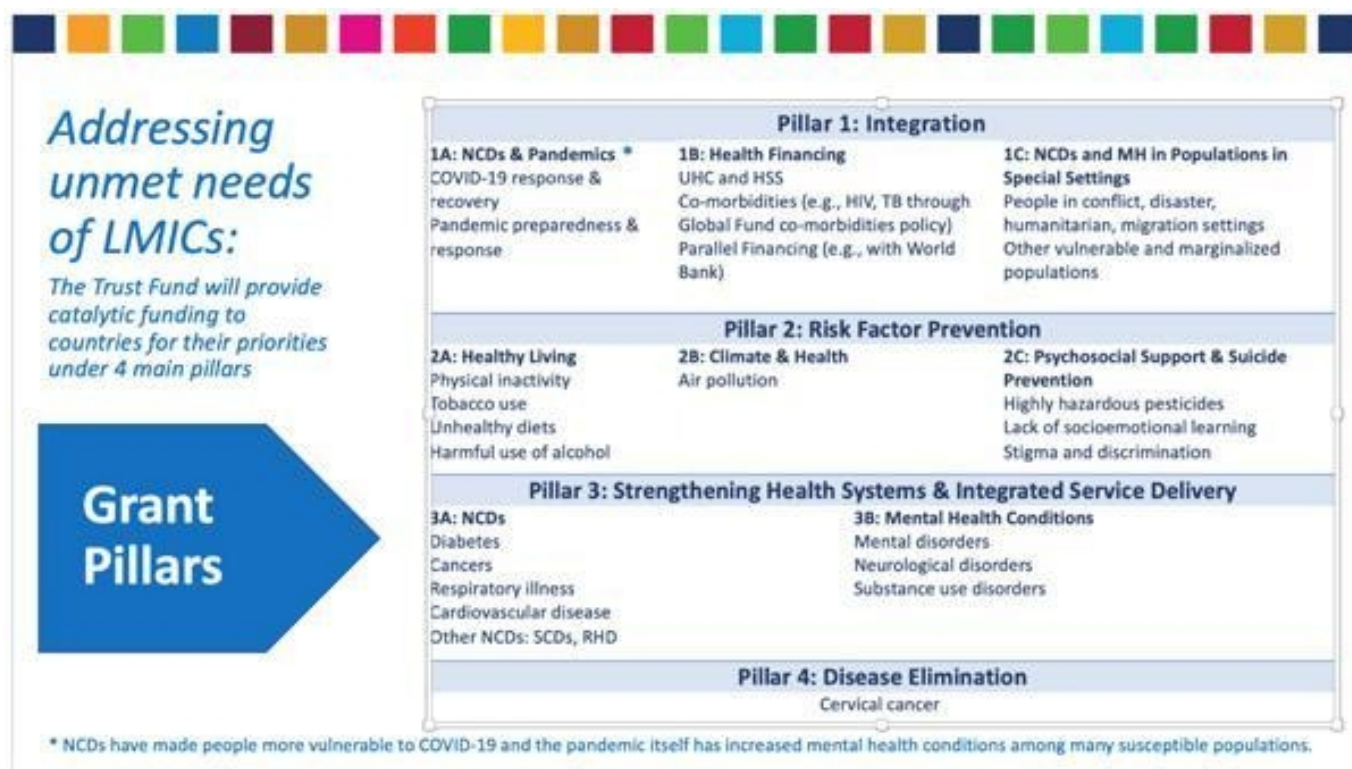 Addressing
unmet needs
of LMICs:
The Trust Fund will provide
catalytic funding to
countries for their priorities
under 4 main pillars
Grant
Pillars
Pillar 1: Integration
1A: NCDs & Pandemics *
COVID-19 response &
recovery
Pandemic preparedness &
response
1B: Health Financing
UHC and HSS
Co-morbidities (e.g., HIV, TB through
Global Fund co-morbidities policy)
Parallel Financing (e.g., with World
Bank)
1C: NCDs and MH in Populations in
Special Settings
People in conflict, disaster,
humanitarian, migration settings
Other vulnerable and marginalized
populations
Pillar 2: Risk Factor Prevention
2A: Healthy Living
Physical inactivity
Tobacco use
Unhealthy diets
Harmful use of alcohol
2B: Climate & Health
Air pollution
2C: Psychosocial Support & Suicide
Prevention
Highly hazardous pesticides
Lack of socioemotional learning
Stigma and discrimination
Pillar 3: Strengthening Health Systems & Integrated Service Delivery
3A: NCDs
Diabetes
Cancers
Respiratory illness
Cardiovascular disease
Other NCDs: SCDs, RHD
3B: Mental Health Conditions
Mental disorders
Neurological disorders
Substance use disorders
Pillar 4: Disease Elimination
Cervical cancer
* NCDs have made people more vulnerable to COVID-19 and the pandemic itself has increased mental health conditions among many susceptible populations.